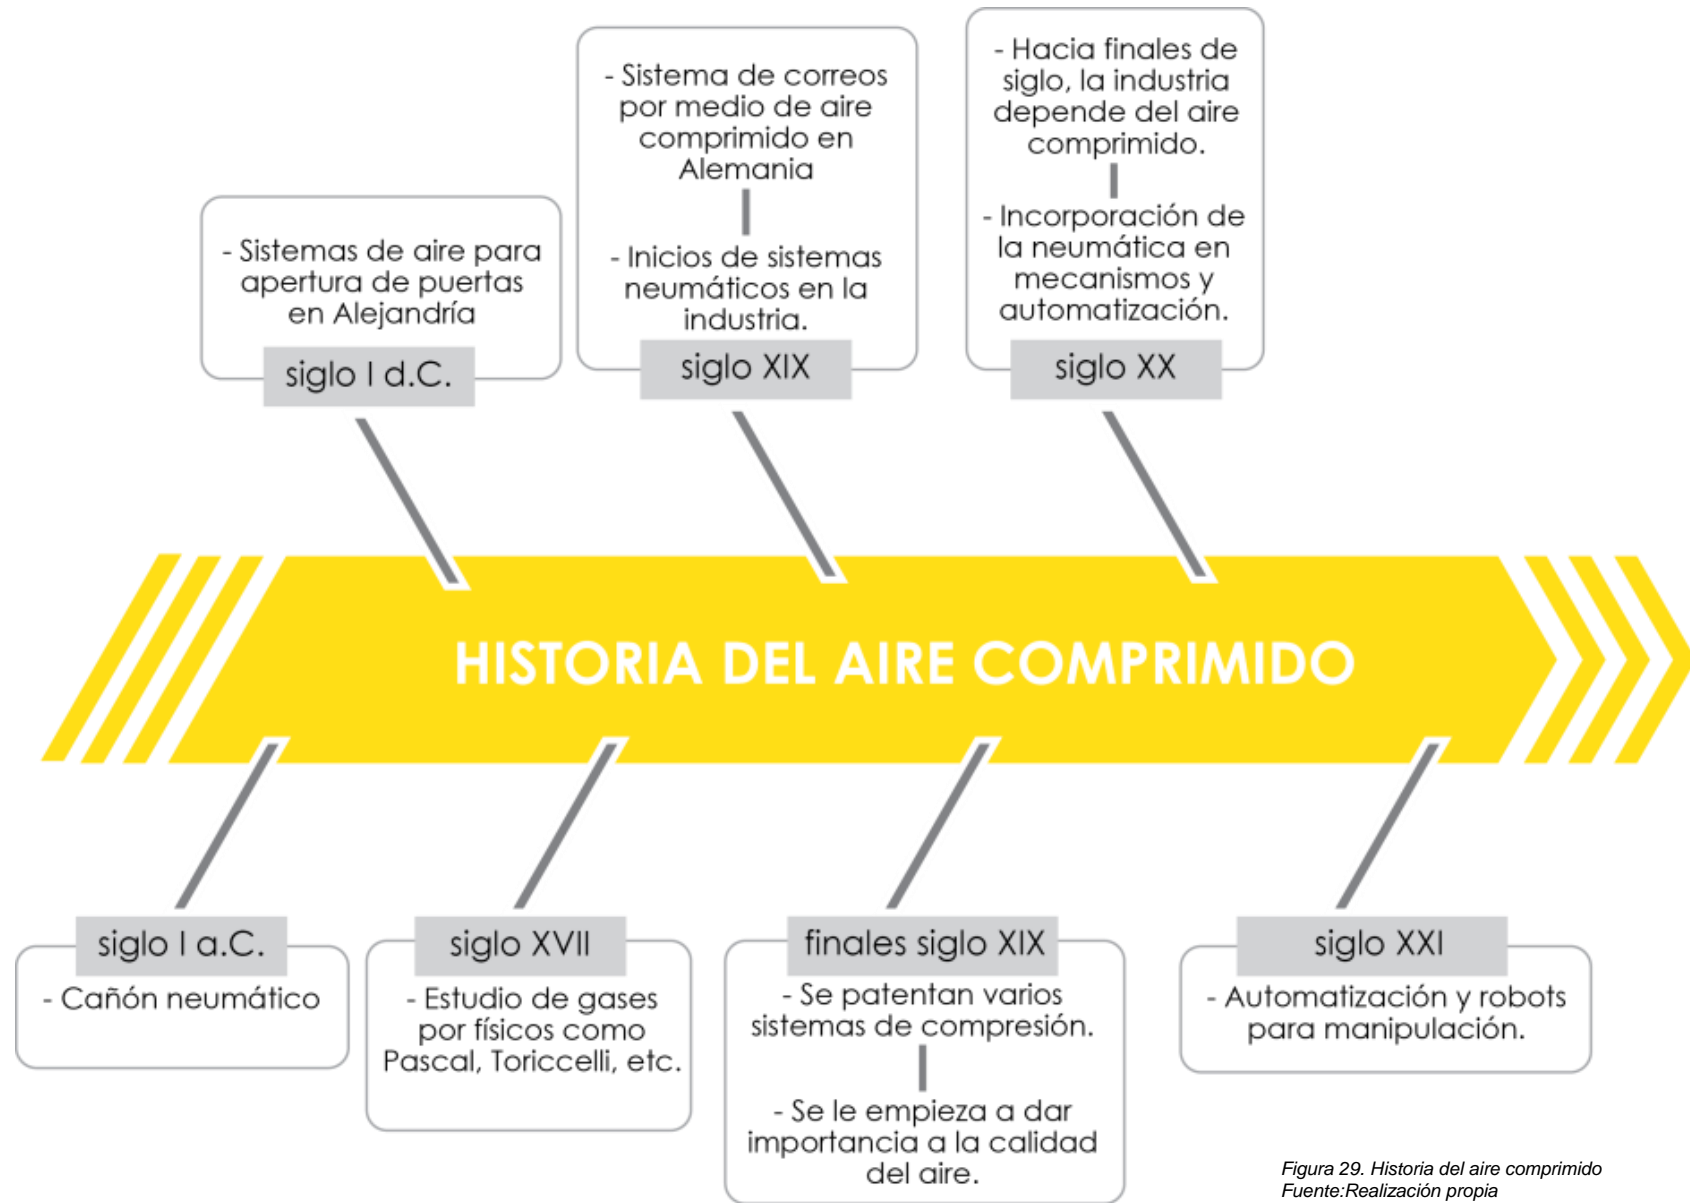 - Sistemas de aire para
apertura de puertas
en Alejandría
siglo I d.C.
- Sistema de correos
por medio de aire
comprimido en
Alemania
- Inicios de sistemas
neumáticos en la
industria.
siglo XIX
- Hacia finales de
siglo, la industria
depende del aire
comprimido.
- Incorporación de
la neumática en
mecanismos y
automatización.
siglo XX
HISTORIA DEL AIRE COMPRIMIDO
siglo I a.C.
- Cañón neumático
siglo XVII
- Estudio de gases
por físicos como
Pascal, Toriccelli, etc.
finales siglo XIX
- Se patentan varios
sistemas de compresión.
- Se le empieza a dar
importancia a la calidad
del aire.
siglo XXI
- Automatización y robots
para manipulación.
Figura 29. Historia del aire comprimido
Fuente:Realización propia